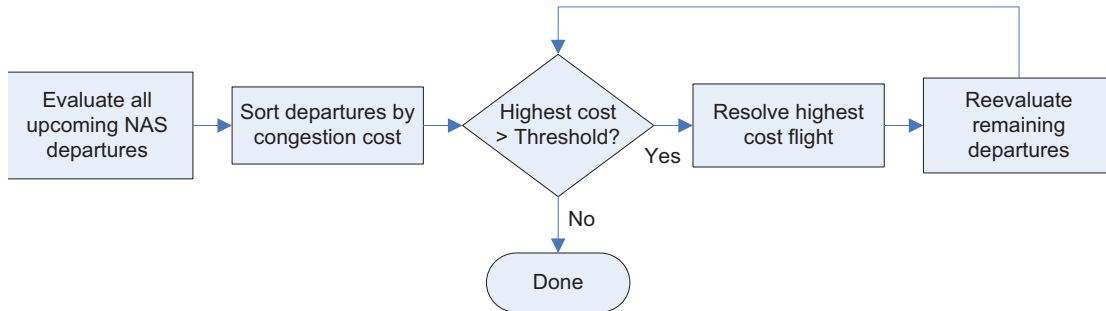 Evaluate all
upcoming NAS
departures
Sort departures by
congestion cost
Highest cost
> Threshold?
Yes
No
Resolve highest
cost flight
Reevaluate
remaining
departures
Done